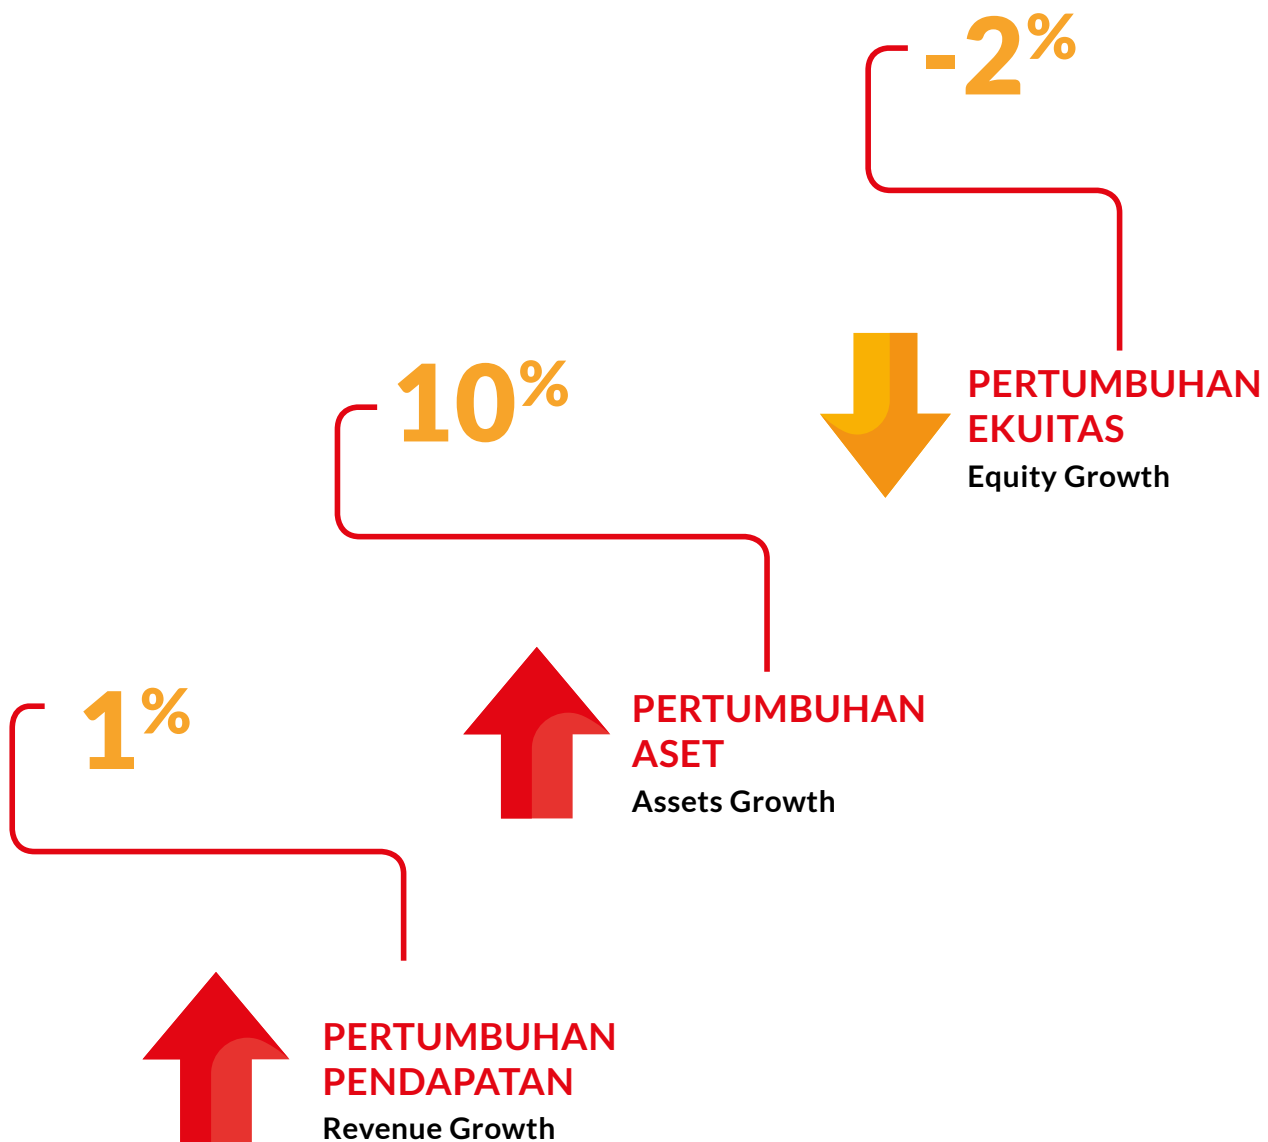 -2%
PERTUMBUHAN
EKUITAS
Equity Growth
10%
PERTUMBUHAN
ASET
Assets Growth
1%
PERTUMBUHAN
PENDAPATAN
Revenue Growth